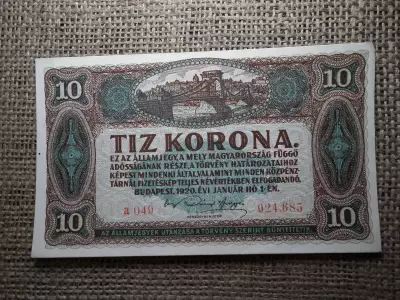 10 10
TIZ KORONA.
EZ AZ ÁLLAMJEGY, A MELY MAGYARORSZÁG FÜGGŐ
ADÓSSÁGÁNAK RÉSZE, A TÖRVÉNY HATÁROZATAIHOZ
KÉPEST MINDENKI ÁLTAL, VALAMINT MINDEN KÖZPÉNZ-
TÁRNÁL FIZETÉSKÉP TELJES NÉVÉRTÉKBEN ELFOGADANDÓ.
BUDAPEST, 1920. ÉVI JANUÁR HÓ 1-ÉN.
a 049 024,685
10 10
AZ ÁLLAMJEGYEK UTÁNZÁSA A TÖRVÉNY SZERINT BÜNTETTETIK.